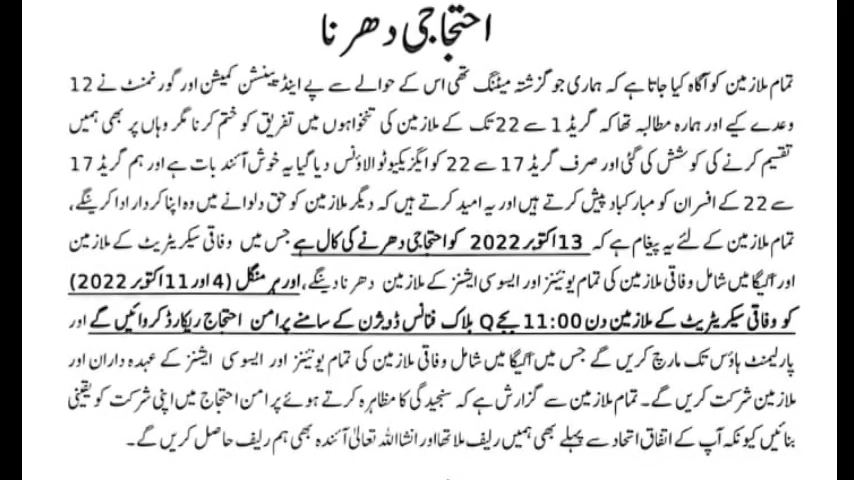 احتجاجی دھرنا
تمام ملازمین کو آگاہ کیا جاتا ہے کہ ہماری جو گزشتہ میٹنگ تھی اس کے حوالے سے پے اینڈ پینشن کمیشن اور گورنمنٹ نے 12
وعدے کیے اور ہمارہ مطالبہ تھا کہ گریڈ 1 سے 22 تک کے ملازمین کی تنخواہوں میں تفریق کو ختم کرنا مگر وہاں پر بھی ہمیں
تقسیم کرنے کی کوشش کی گئی اور صرف گریڈ 17 سے 22 کو ایگزیکیوٹو الاؤنس دیا گیا یہ خوش آئند بات ہے اور ہم گریڈ 17
سے 22 کے افسران کو مبارکباد پیش کرتے ہیں اور یہ امید کرتے ہیں کہ دیگر ملازمین کو حق دلوانے میں وہ اپنا کردار ادا کرینگے،
تمام ملازمین کے لئے یہ پیغام ہے کہ 13 اکتوبر 2022 کو احتجاجی دھرنے کی کال ہے جس میں وفاقی سیکریٹریٹ کے ملازمین
اور اگیگا میں شامل وفاقی ملازمین کی تمام یونینز اور ایسوسی ایشنز کے ملازمین دھرنا دینگے، اور ہر منگل (4 اور 11 اکتوبر 2022)
کو وفاقی سیکریٹریٹ کے ملازمین دن 11:00 بجے Q بلاک فنانس ڈویژن کے سامنے پرامن احتجاج ریکارڈ کروائیں گے اور
پارلیمنٹ ہاؤس تک مارچ کریں گے جس میں اگیگا میں شامل وفاقی ملازمین کی تمام یونینز اور ایسوسی ایشنز کے عہدہ داران اور
ملازمین شرکت کریں گے۔ تمام ملازمین سے گزارش ہے کہ سنجیدگی کا مظاہرہ کرتے ہوئے پرامن احتجاج میں اپنی شرکت کو یقینی
بنائیں کیونکہ آپ کے اتفاق اتحاد سے پہلے بھی ہمیں ریلیف ملا تھا اور انشااللہ تعالیٰ آئندہ بھی ہم ریلیف حاصل کریں گے۔